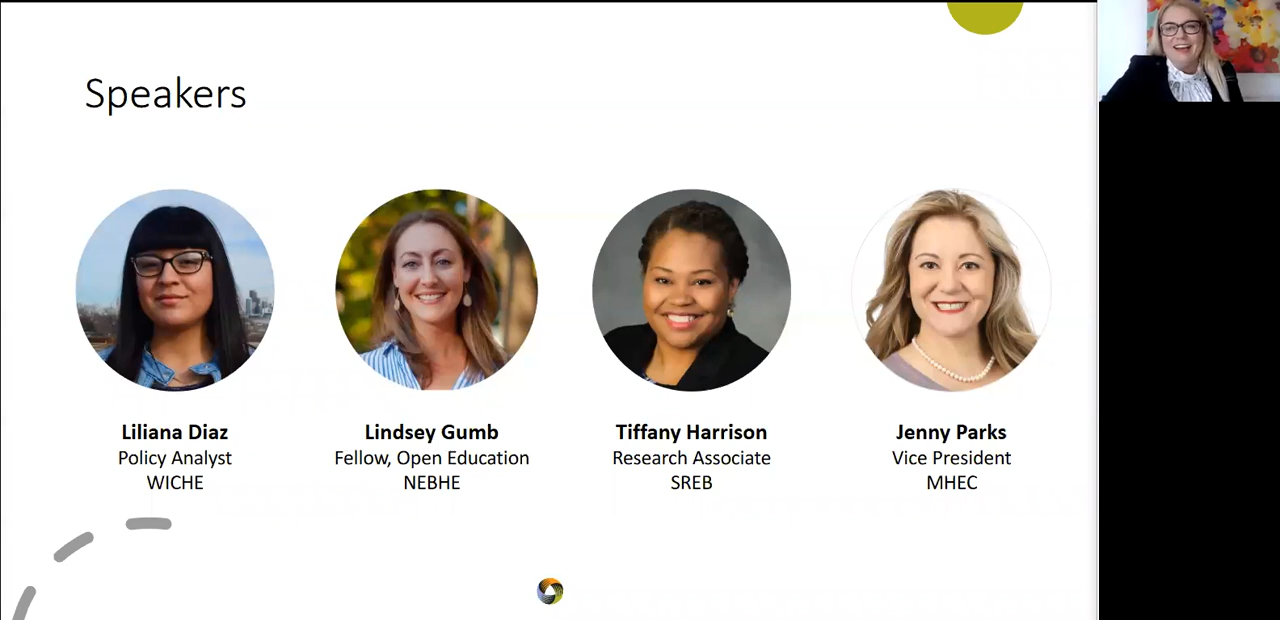 Speakers
Liliana Diaz
Policy Analyst
WICHE
Lindsey Gumb
Fellow, Open Education
NEBHE
Tiffany Harrison
Research Associate
SREB
Jenny Parks
Vice President
MHEC